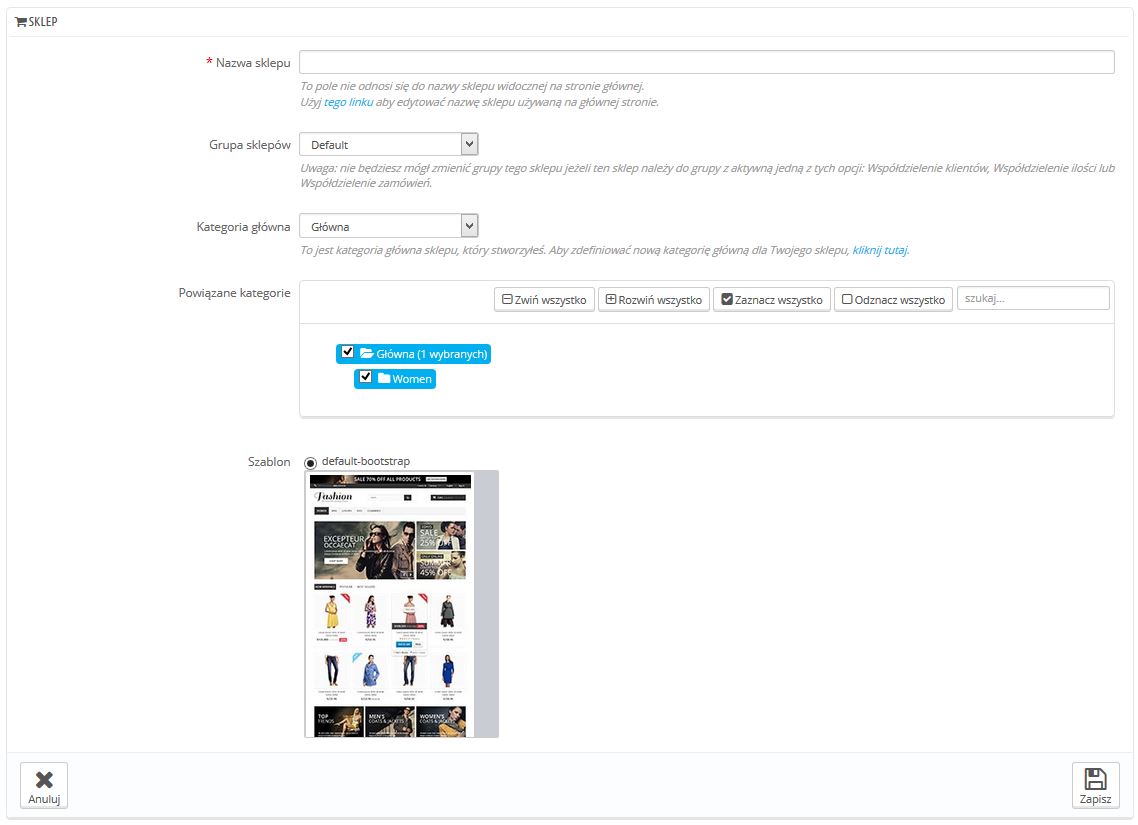 SKLEP
* Nazwa sklepu
To pole nie odnosi się do nazwy sklepu widocznej na stronie głównej.
Użyj tego linku aby edytować nazwę sklepu używaną na głównej stronie.
Grupa sklepów
Default
Uwaga: nie będziesz mógł zmienić grupy tego sklepu jeżeli ten sklep należy do grupy z aktywną jedną z tych opcji: Współdzielenie klientów, Współdzielenie ilości lub
Współdzielenie zamówień.
Kategoria główna
Główna
To jest kategoria główna sklepu, który stworzyłeś. Aby zdefiniować nową kategorię główną dla Twojego sklepu, kliknij tutaj.
Powiązane kategorie
Zwiń wszystko
Rozwiń wszystko
Zaznacz wszystko
Odznacz wszystko
szukaj...
Główna (1 wybranych)
Women
Szablon
default-bootstrap
SALE 70% OFF ALL PRODUCTS
Fashion
EXCEPTEUR
OCCAECAT
SALE
25% OFF
SUMMER
45% OFF
TOP
TRENDS
MEN'S
COATS & JACKETS
WOMEN'S
COATS & JACKETS
Anuluj
Zapisz